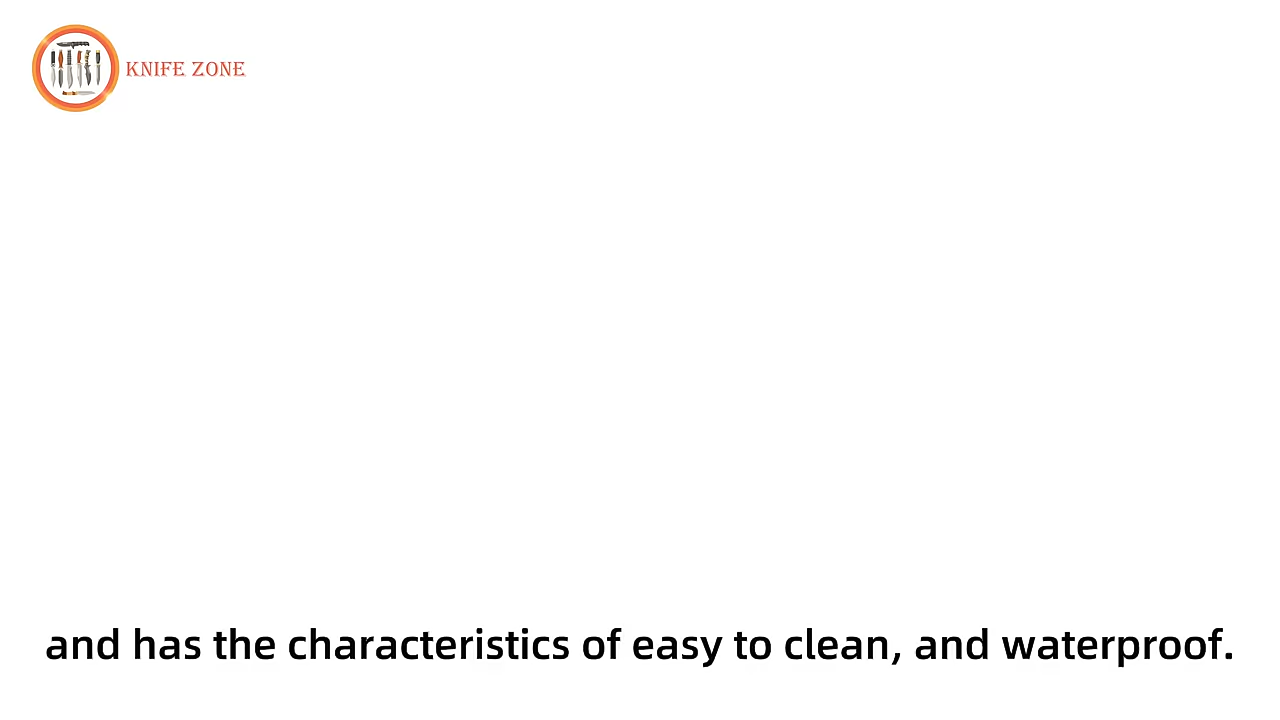 KNIFE ZONE
and has the characteristics of easy to clean, and waterproof.